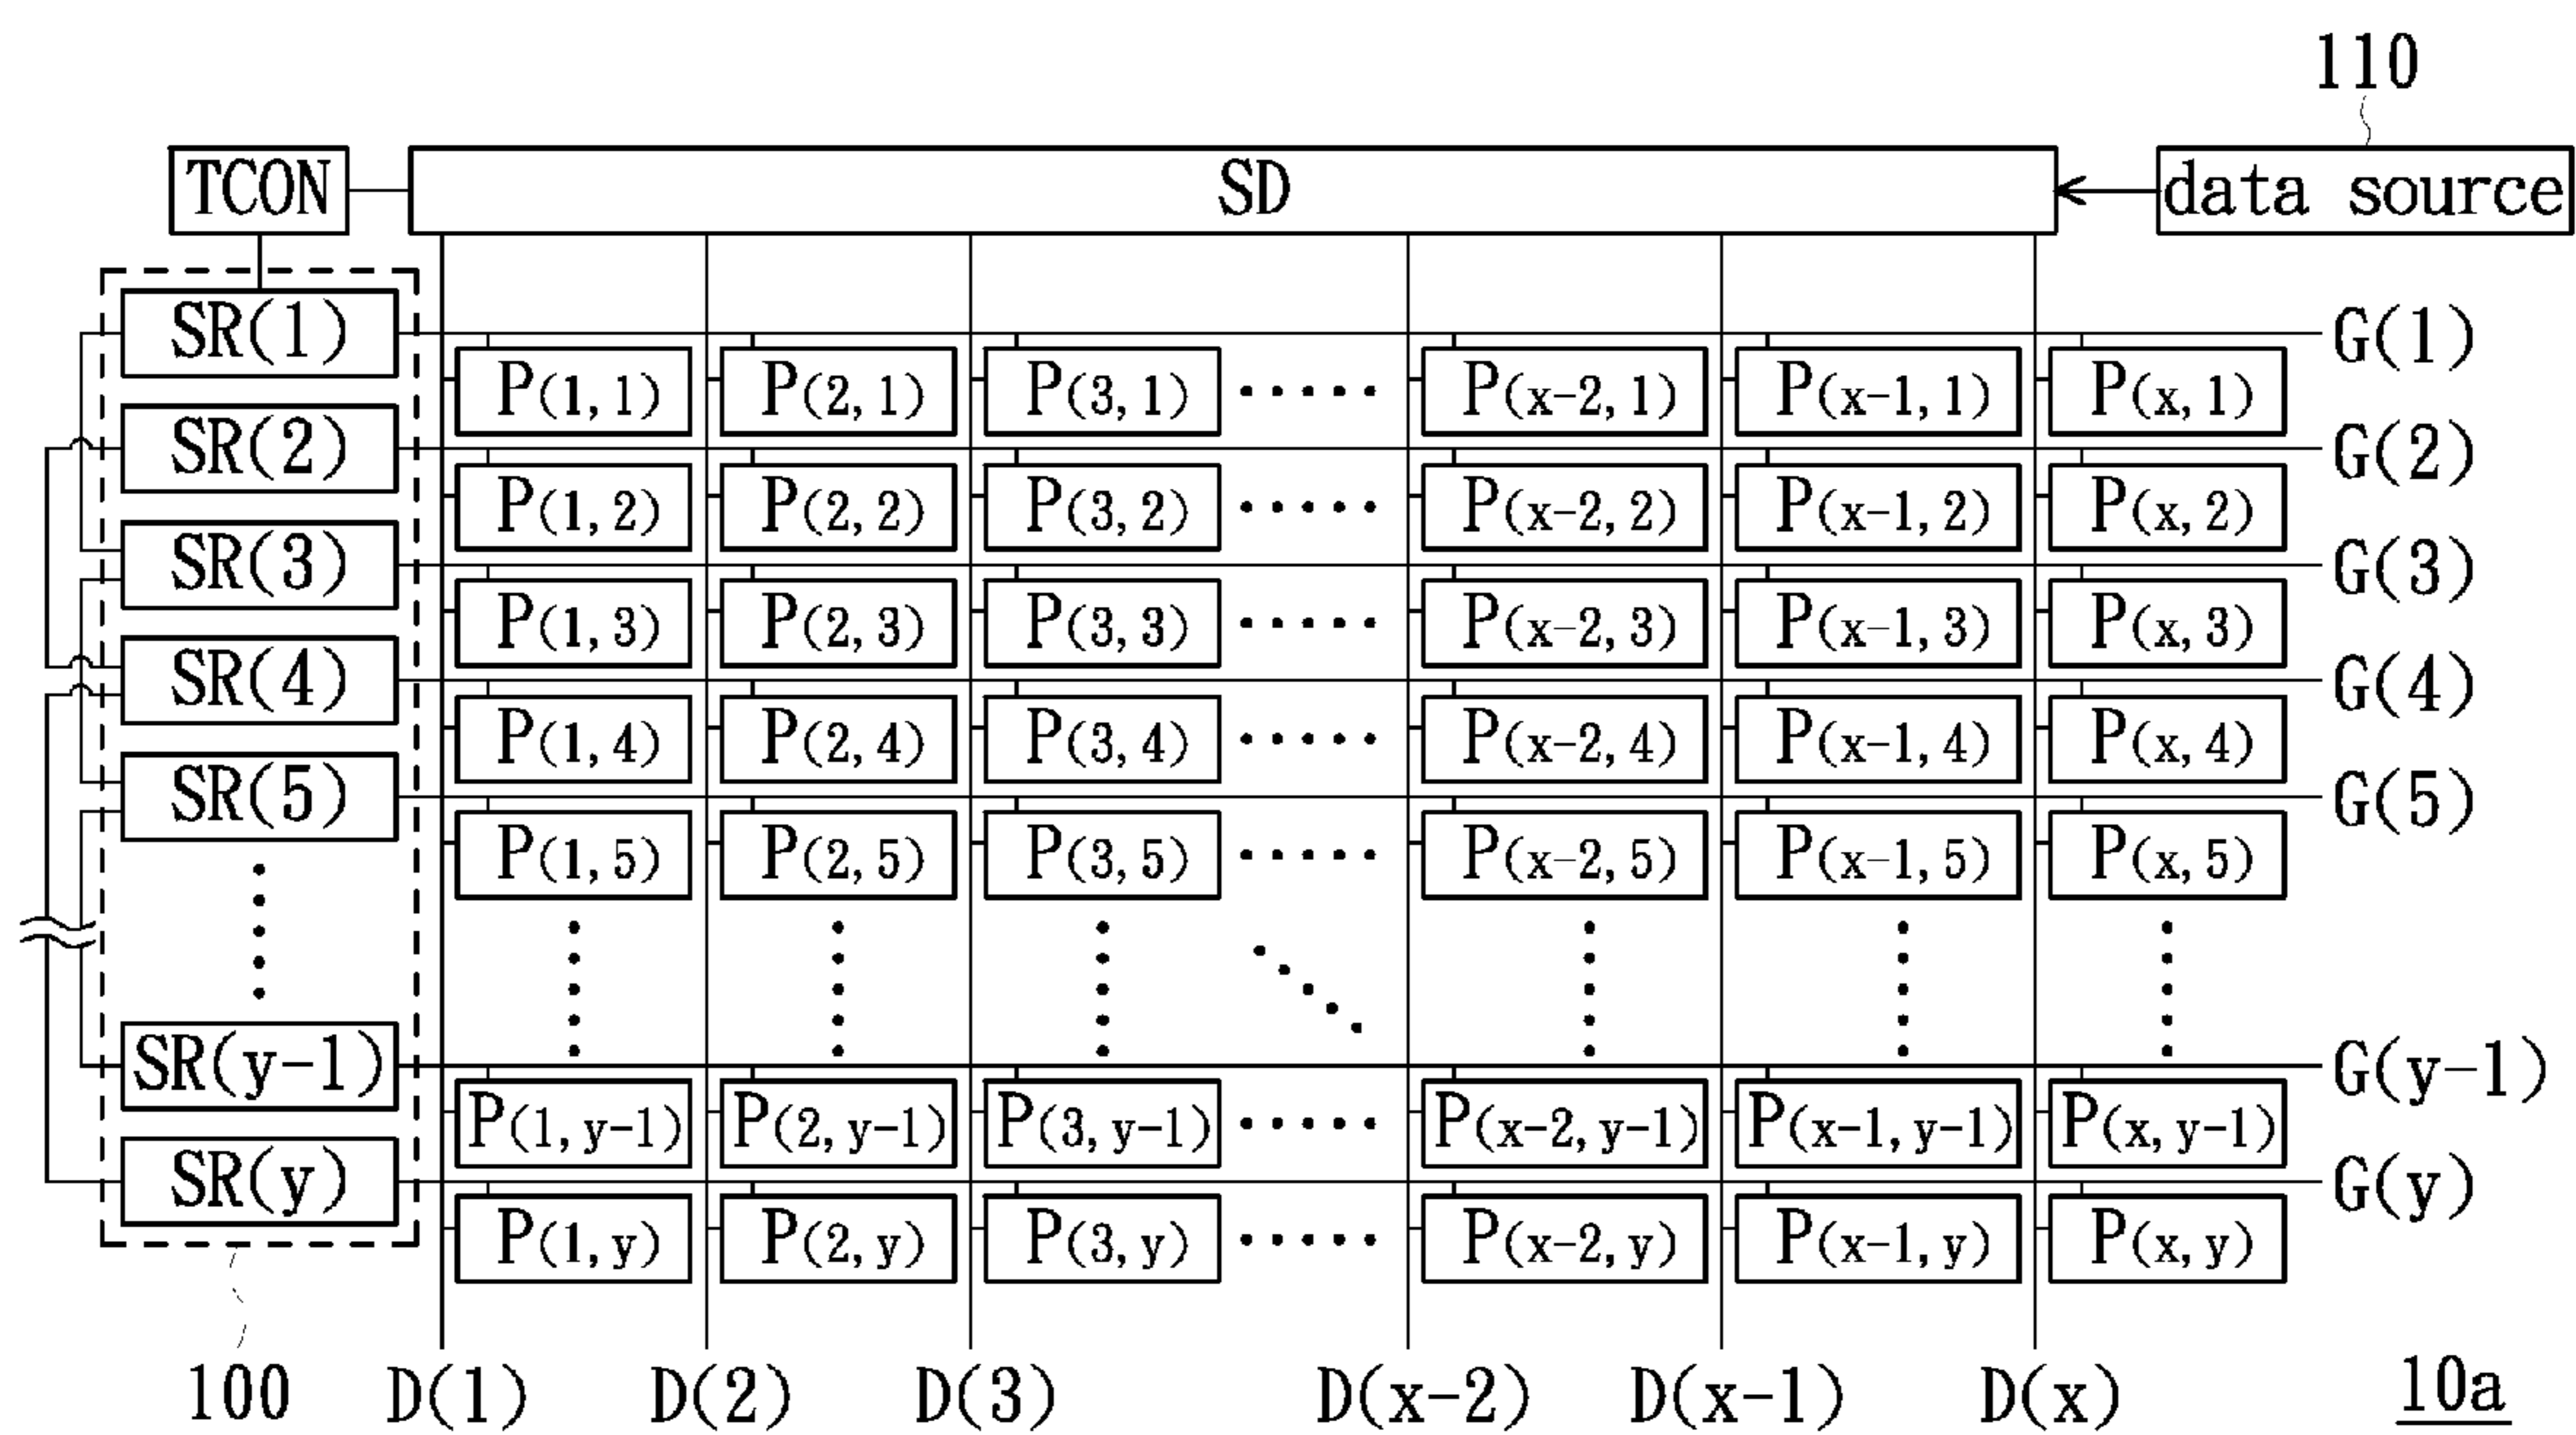 110
TCON SD data source
SR(1) G(1)
P(1,1) P(2,1) P(3,1) ····· P(x-2,1) P(x-1,1) P(x,1)
SR(2) G(2)
P(1,2) P(2,2) P(3,2) ····· P(x-2,2) P(x-1,2) P(x,2)
SR(3) G(3)
P(1,3) P(2,3) P(3,3) ····· P(x-2,3) P(x-1,3) P(x,3)
SR(4) G(4)
P(1,4) P(2,4) P(3,4) ····· P(x-2,4) P(x-1,4) P(x,4)
SR(5) G(5)
P(1,5) P(2,5) P(3,5) ····· P(x-2,5) P(x-1,5) P(x,5)
SR(y-1) G(y-1)
P(1,y-1) P(2,y-1) P(3,y-1) ····· P(x-2,y-1) P(x-1,y-1) P(x,y-1)
SR(y) G(y)
P(1,y) P(2,y) P(3,y) ····· P(x-2,y) P(x-1,y) P(x,y)
100 D(1) D(2) D(3) D(x-2) D(x-1) D(x) 10a